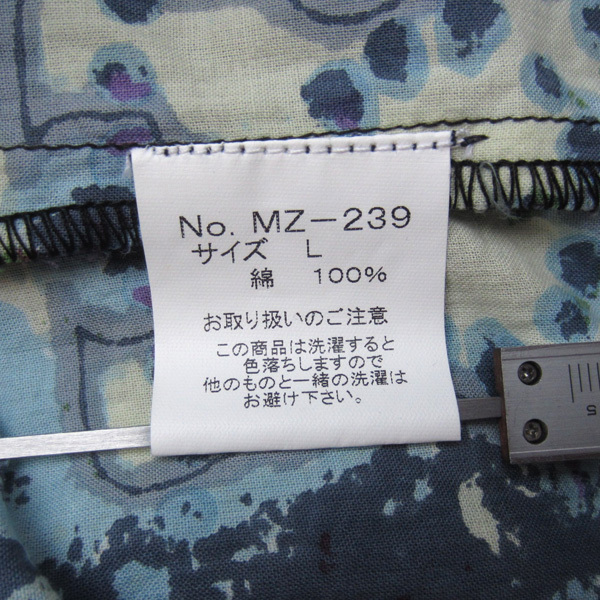 No. MZ-239
サイズ L
綿 100%
お取り扱いのご注意
この商品は洗濯すると
色落ちしますので
他のものと一緒の洗濯は
お避け下さい。
5